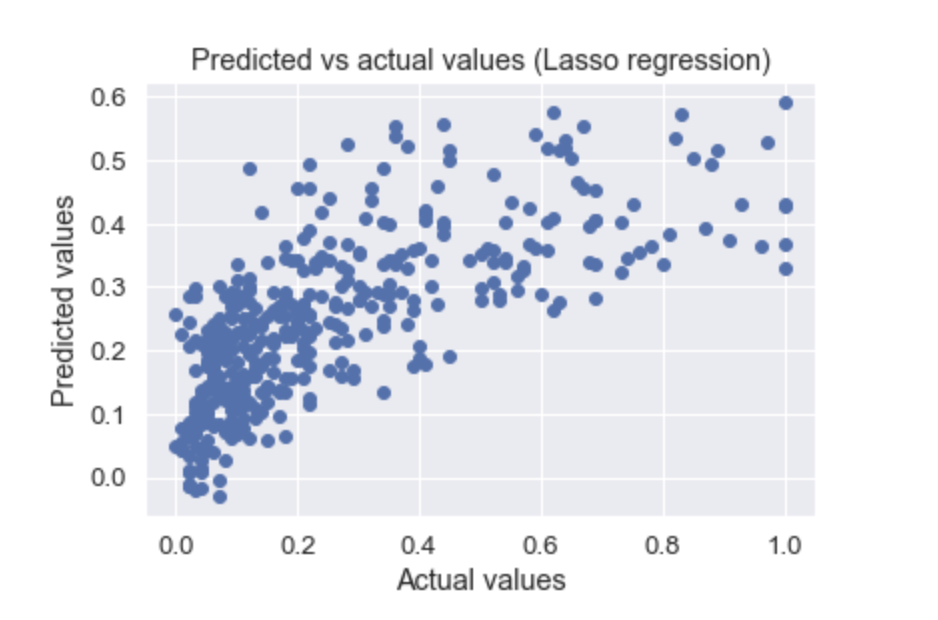 Predicted vs actual values (Lasso regression)
0.6
0.5
0.4
0.3
0.2
0.1
0.0
Predicted values
0.0 0.2 0.4 0.6 0.8 1.0
Actual values